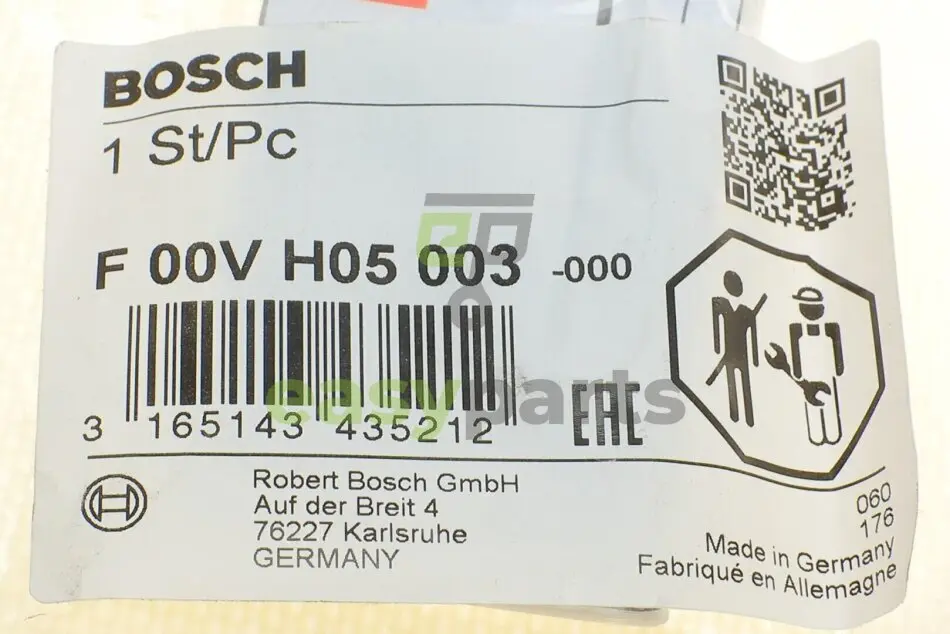 BOSCH
1 St/Pc
F 00V H05 003 -000
easyparts
3 165143 435212
EAC
Robert Bosch GmbH
Auf der Breit 4
76227 Karlsruhe
GERMANY
060
176
Made in Germany
Fabriqué en Allemagne